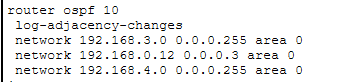 router ospf 10
log-adjacency-changes
network 192.168.3.0 0.0.0.255 area 0
network 192.168.0.12 0.0.0.3 area 0
network 192.168.4.0 0.0.0.255 area 0